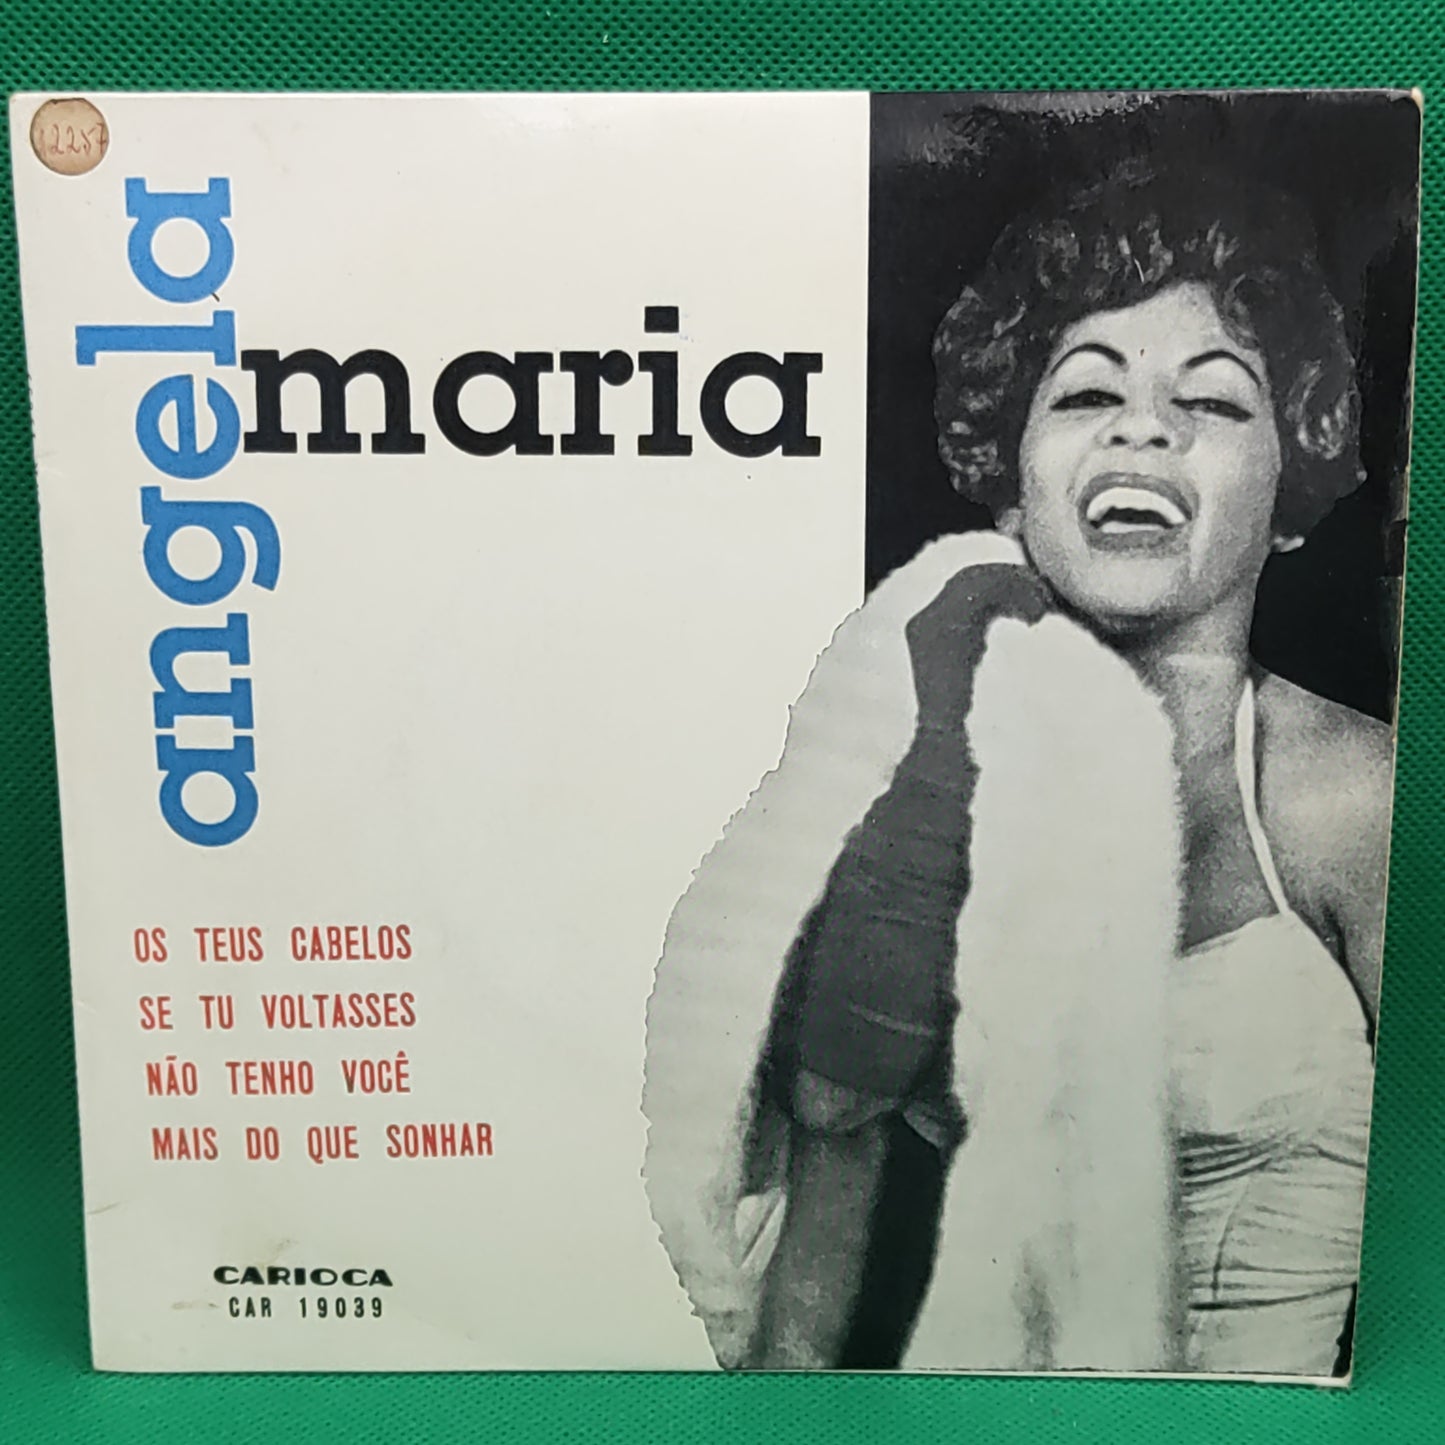 12257
angela
maria
OS TEUS CABELOS
SE TU VOLTASSES
NÃO TENHO VOCÊ
MAIS DO QUE SONHAR
CARIOCA
CAR 19039